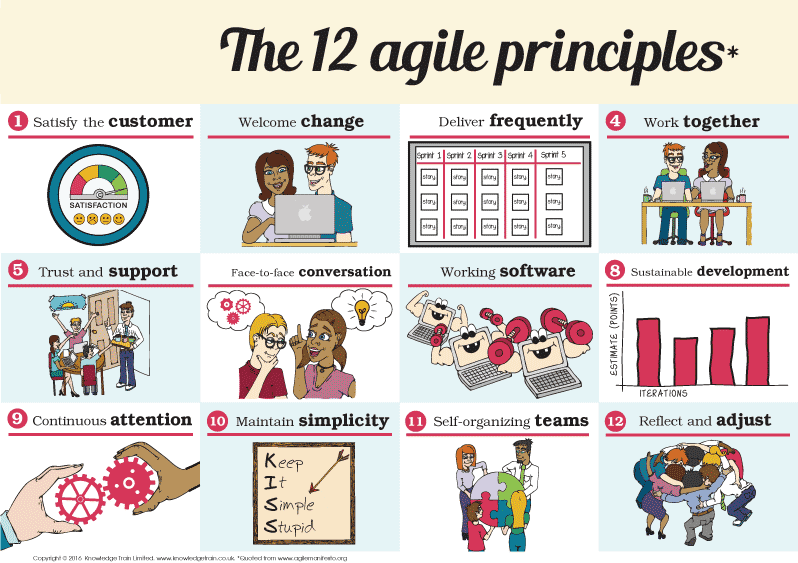 The 12 agile principles*
1 Satisfy the customer
Welcome change
Deliver frequently
4 Work together
SATISFACTION
Sprint 1 Sprint 2 Sprint 3 Sprint 4 Sprint 5
story story story story story
story story story story story
story story story story story
5 Trust and support
Face-to-face conversation
Working software
8 Sustainable development
ESTIMATE (POINTS)
ITERATIONS
9 Continuous attention
10 Maintain simplicity
11 Self-organizing teams
12 Reflect and adjust
Keep
It
Simple
Stupid
Copyright © 2016 Knowledge Train Limited. www.knowledgetrain.co.uk. *Quoted from www.agilemanifesto.org